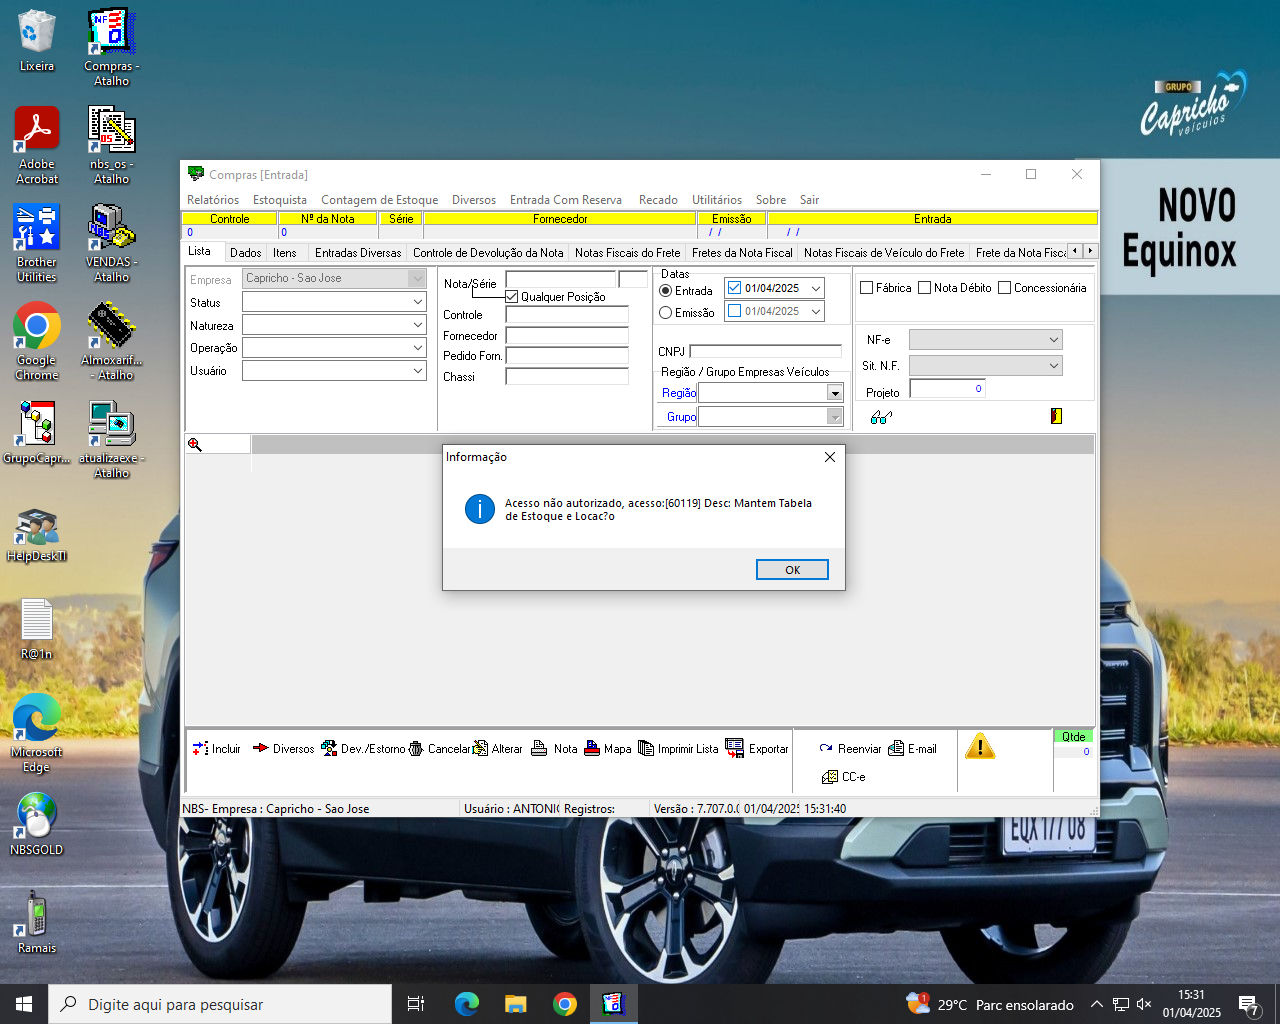 Lixeira
Compras -
Atalho
Adobe
Acrobat
nbs_os -
Atalho
Brother
Utilities
VENDAS -
Atalho
Google
Chrome
Almoxarif...
- Atalho
GrupoCapr...
atualizaexe -
Atalho
HelpDeskTI
R@1n
Microsoft
Edge
NBSGOLD
Ramais
GRUPO
Capricho
veículos
NOVO
Equinox
Compras [Entrada]
Relatórios Estoquista Contagem de Estoque Diversos Entrada Com Reserva Recado Utilitários Sobre Sair
Controle Nº da Nota Série Fornecedor Emissão Entrada
0 0 / / / /
Lista Dados Itens Entradas Diversas Controle de Devolução da Nota Notas Fiscais do Frete Fretes da Nota Fiscal Notas Fiscais de Veículo do Frete Frete da Nota Fisca
Empresa Capricho - Sao Jose
Status
Natureza
Operação
Usuário
Nota/Série
Qualquer Posição
Controle
Fornecedor
Pedido Forn.
Chassi
Datas
Entrada 01/04/2025
Emissão 01/04/2025
CNPJ
Região / Grupo Empresas Veículos
Região
Grupo
Fábrica Nota Débito Concessionária
NF-e
Sit. N.F.
Projeto 0
Informação
Acesso não autorizado, acesso:[60119] Desc: Mantem Tabela
de Estoque e Locac?o
OK
Incluir Diversos Dev./Estorno Cancelar Alterar Nota Mapa Imprimir Lista Exportar
Reenviar E-mail
CC-e
Qtde
0
NBS- Empresa : Capricho - Sao Jose Usuário : ANTONIO Registros: Versão : 7.707.0.0 01/04/2025 15:31:40
EQX1708
Digite aqui para pesquisar
1
29°C Parc ensolarado
15:31
01/04/2025
7